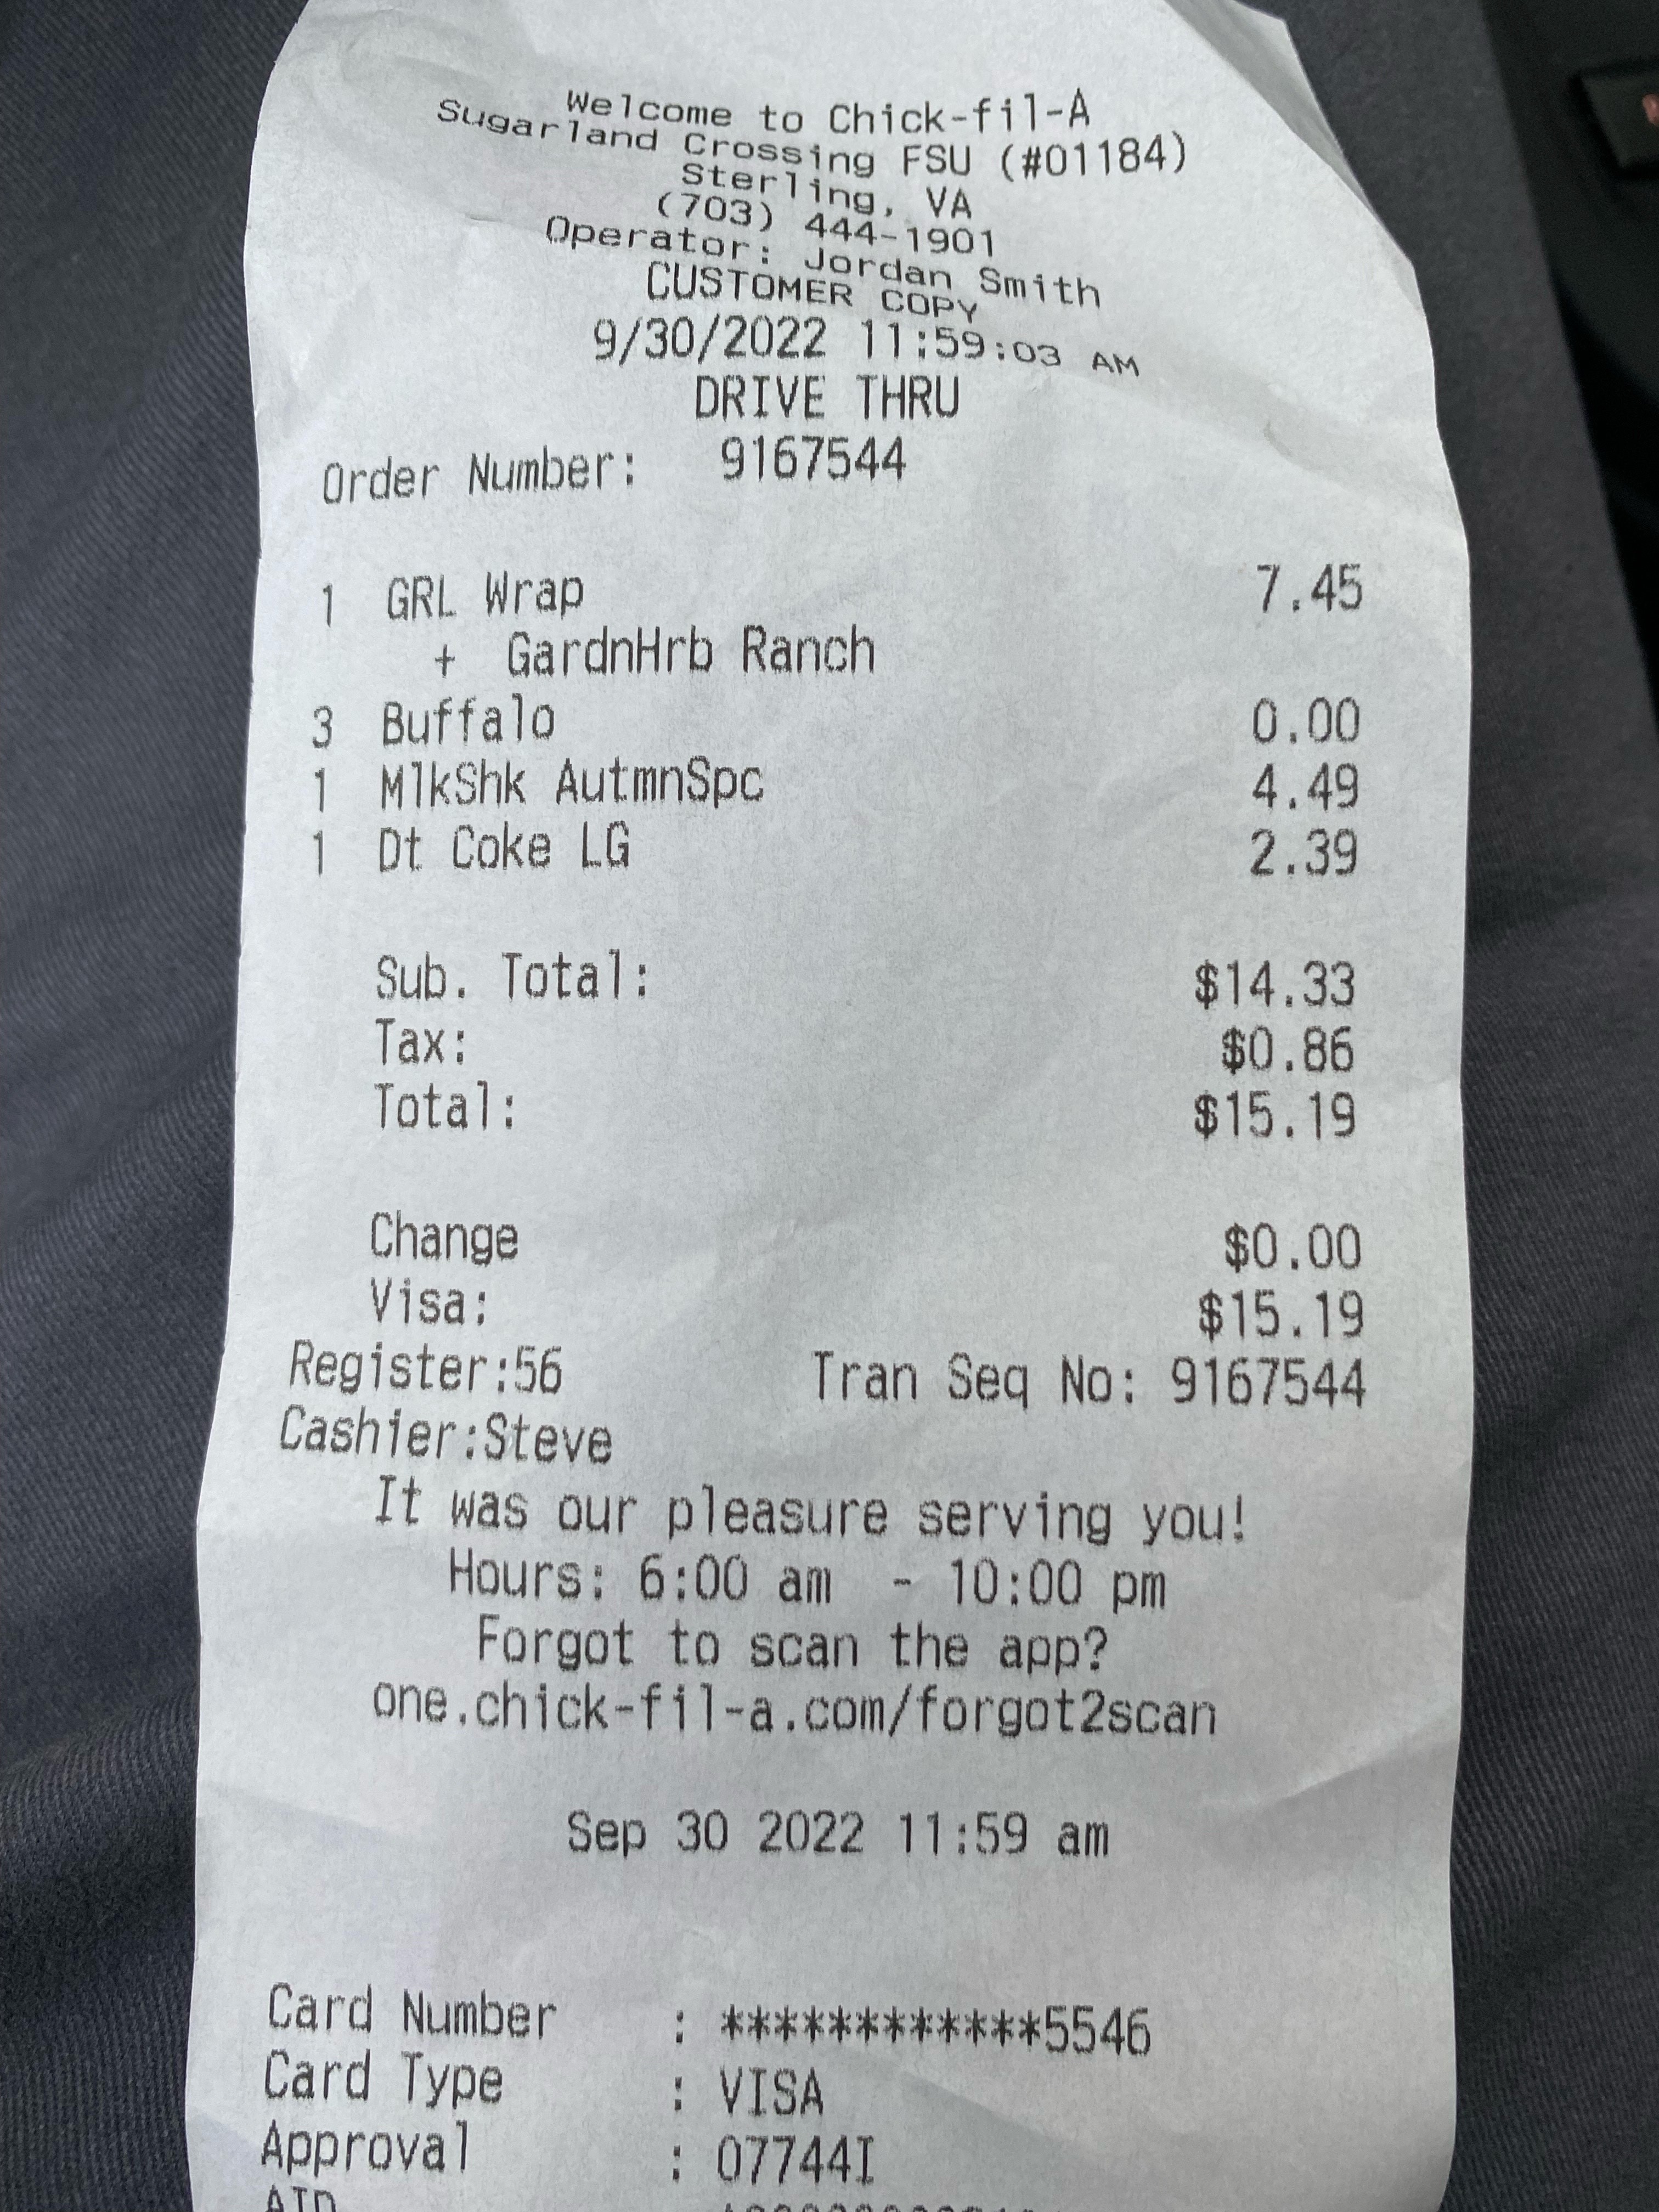 Welcome to Chick-fil-A
Sugarland Crossing FSU (#01184)
Sterling, VA
(703) 444-1901
Operator: Jordan Smith
CUSTOMER COPY
9/30/2022 11:59:03 AM
DRIVE THRU
Order Number: 9167544
1 GRL Wrap 7.45
+ GardnHrb Ranch
3 Buffalo 0.00
1 MlkShk AutmnSpc 4.49
1 Dt Coke LG 2.39
Sub. Total: $14.33
Tax: $0.86
Total: $15.19
Change $0.00
Visa: $15.19
Register:56 Tran Seq No: 9167544
Cashier:Steve
It was our pleasure serving you!
Hours: 6:00 am - 10:00 pm
Forgot to scan the app?
one.chick-fil-a.com/forgot2scan
Sep 30 2022 11:59 am
Card Number : ************5546
Card Type : VISA
Approval : 07744I
AID